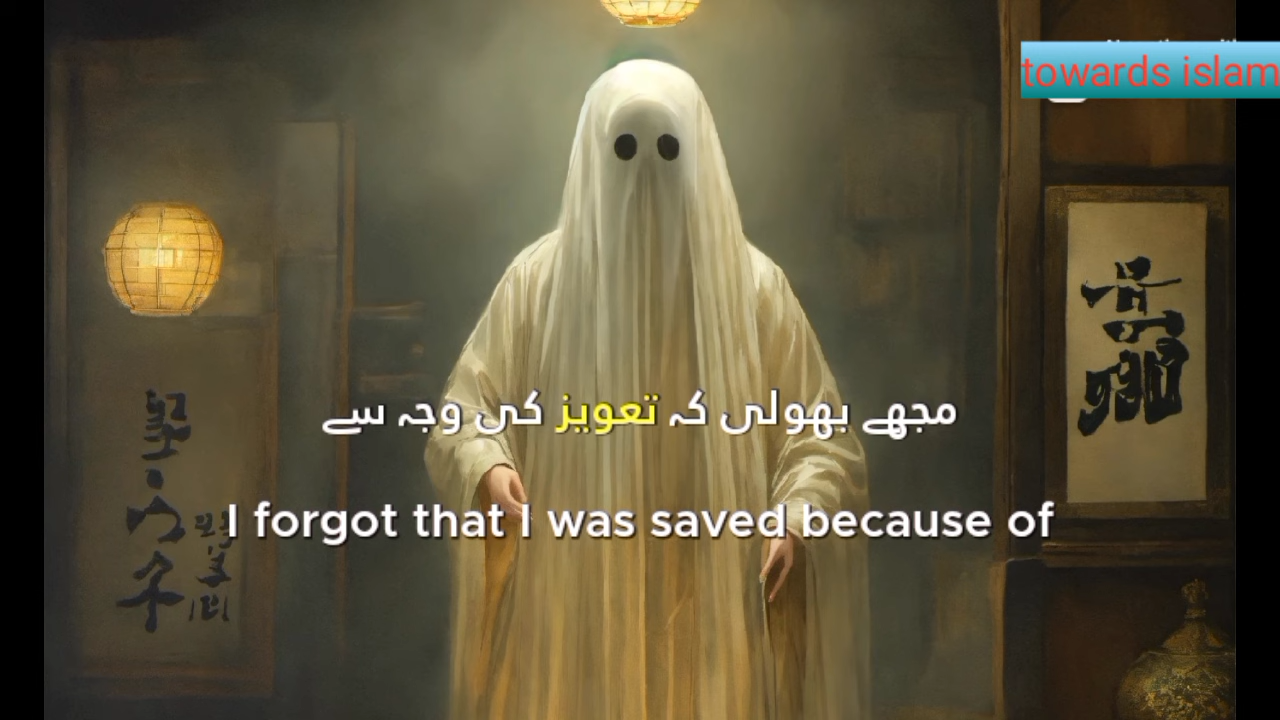 towards islam
مجھے بھولی کہ تعویز کی وجہ سے
I forgot that I was saved because of